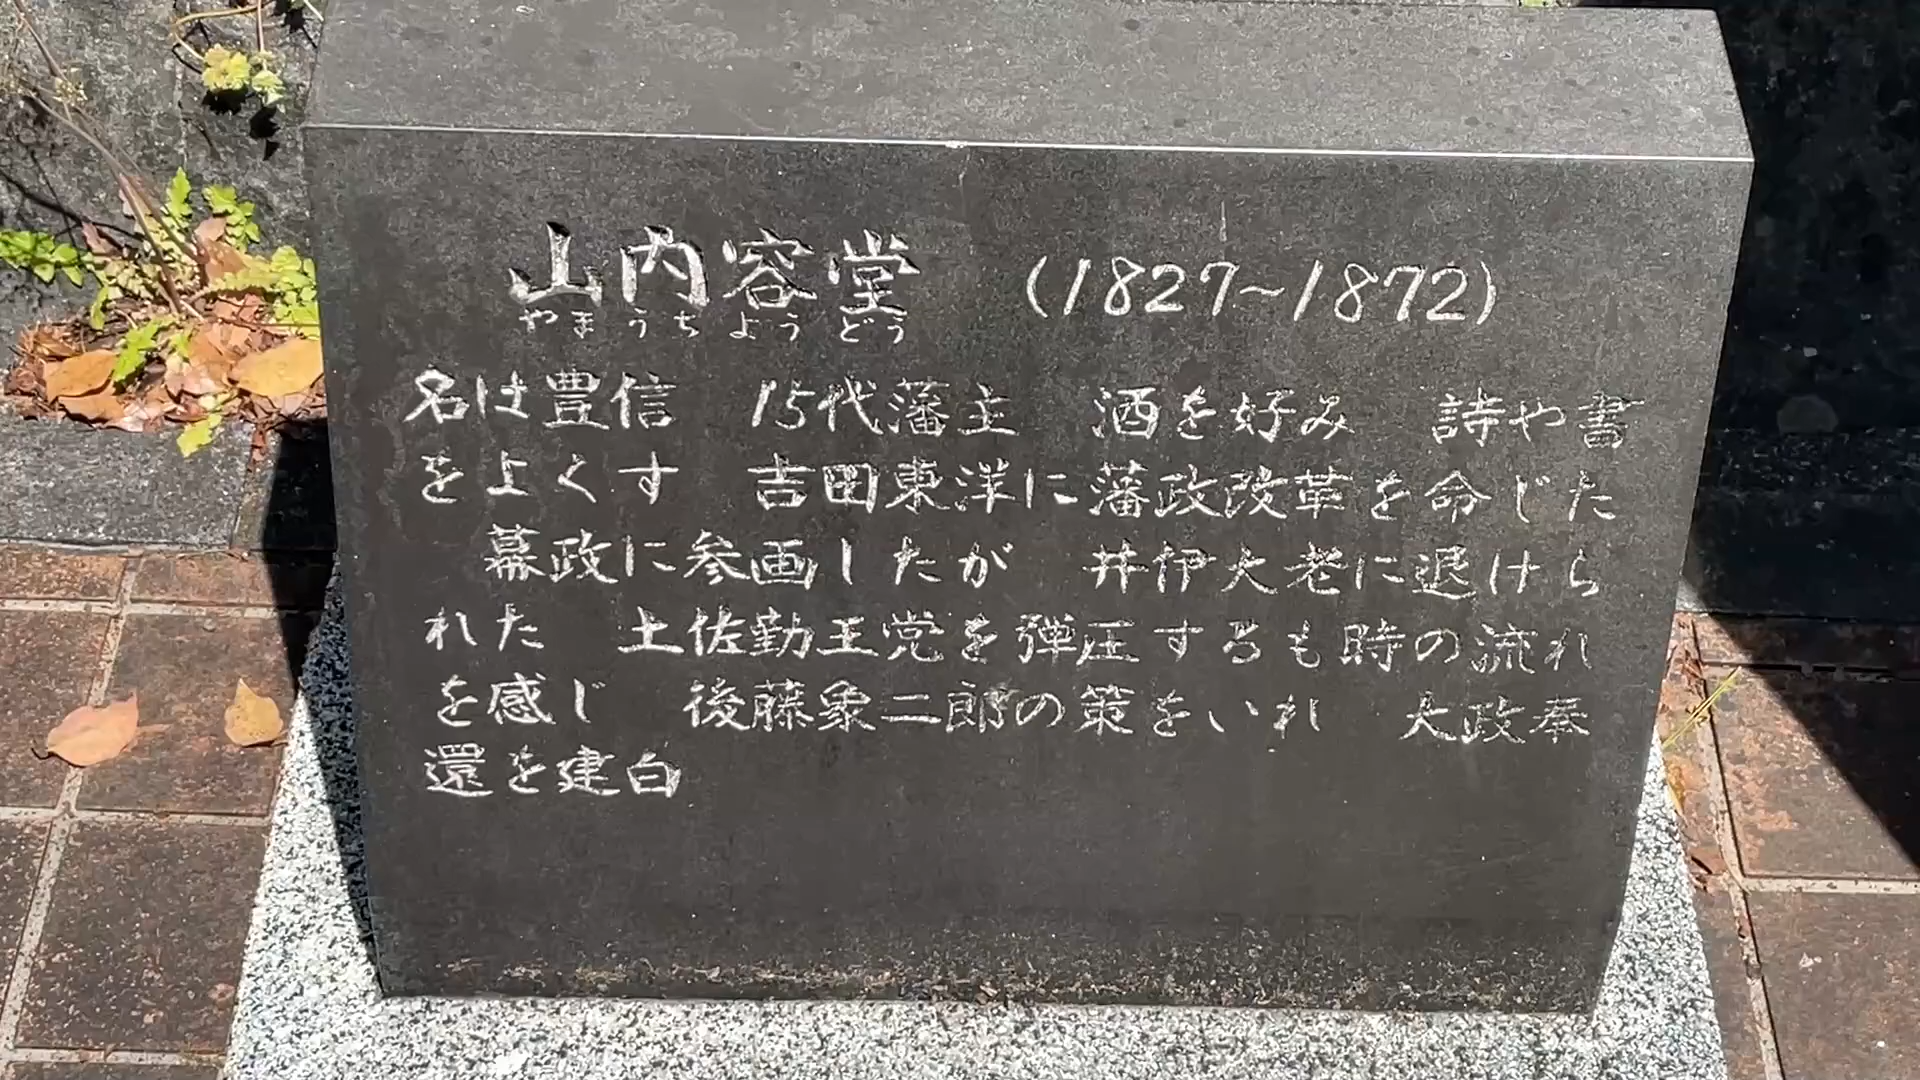 山内容堂 (1827~1872)
やまうちようどう
名は豊信 15代藩主 酒を好み 詩や書
をよくす 吉田東洋に藩政改革を命じた
幕政に参画したが 井伊大老に退けら
れた 土佐勤王党を弾圧するも時の流れ
を感じ 後藤象二郎の策をいれ 大政奉
還を建白